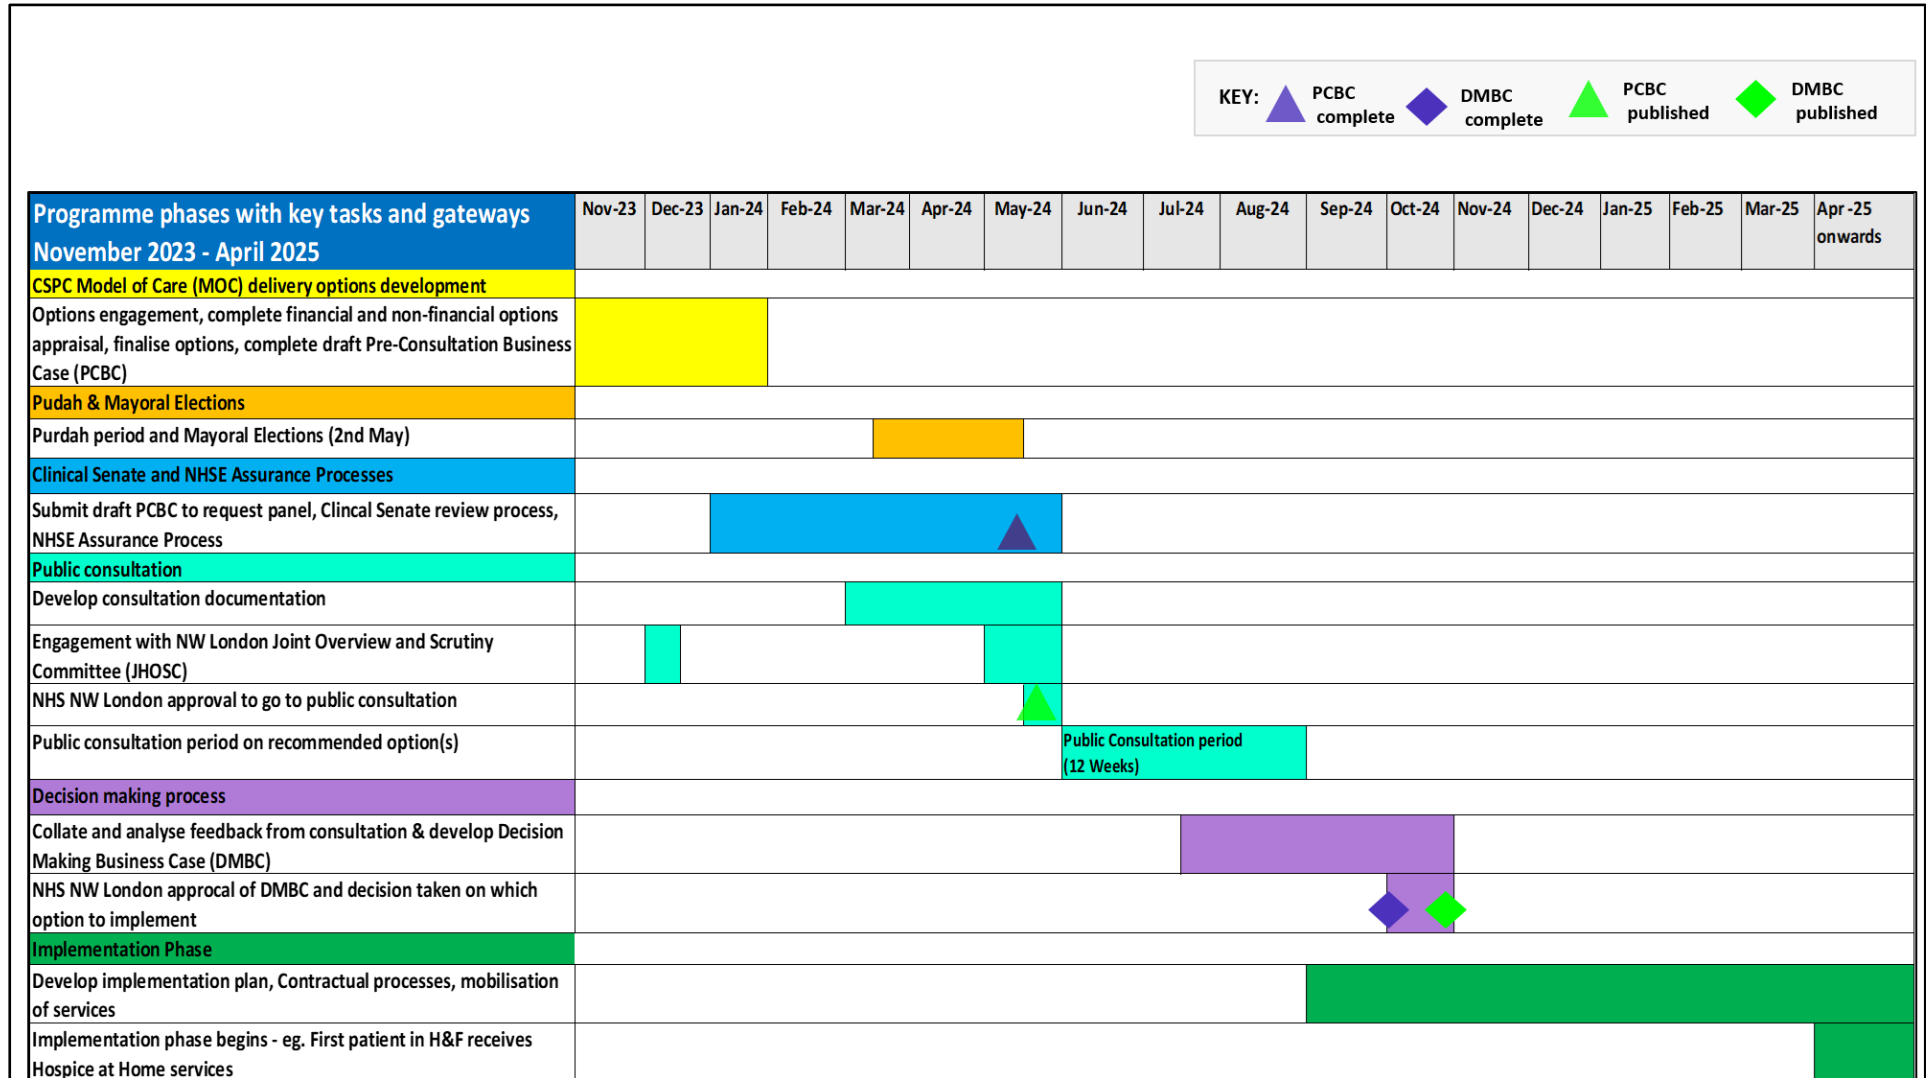 KEY:
PCBC
complete
DMBC
complete
PCBC
published
DMBC
published
Programme phases with key tasks and gateways
November 2023 - April 2025
Nov-23 Dec-23 Jan-24 Feb-24 Mar-24 Apr-24 May-24 Jun-24 Jul-24 Aug-24 Sep-24 Oct-24 Nov-24 Dec-24 Jan-25 Feb-25 Mar-25 Apr -25
onwards
CSPC Model of Care (MOC) delivery options development
Options engagement, complete financial and non-financial options
appraisal, finalise options, complete draft Pre-Consultation Business
Case (PCBC)
Pudah & Mayoral Elections
Purdah period and Mayoral Elections (2nd May)
Clinical Senate and NHSE Assurance Processes
Submit draft PCBC to request panel, Clincal Senate review process,
NHSE Assurance Process
Public consultation
Develop consultation documentation
Engagement with NW London Joint Overview and Scrutiny
Committee (JHOSC)
NHS NW London approval to go to public consultation
Public consultation period on recommended option(s)
Public Consultation period
(12 Weeks)
Decision making process
Collate and analyse feedback from consultation & develop Decision
Making Business Case (DMBC)
NHS NW London approcal of DMBC and decision taken on which
option to implement
Implementation Phase
Develop implementation plan, Contractual processes, mobilisation
of services
Implementation phase begins - eg. First patient in H&F receives
Hospice at Home services